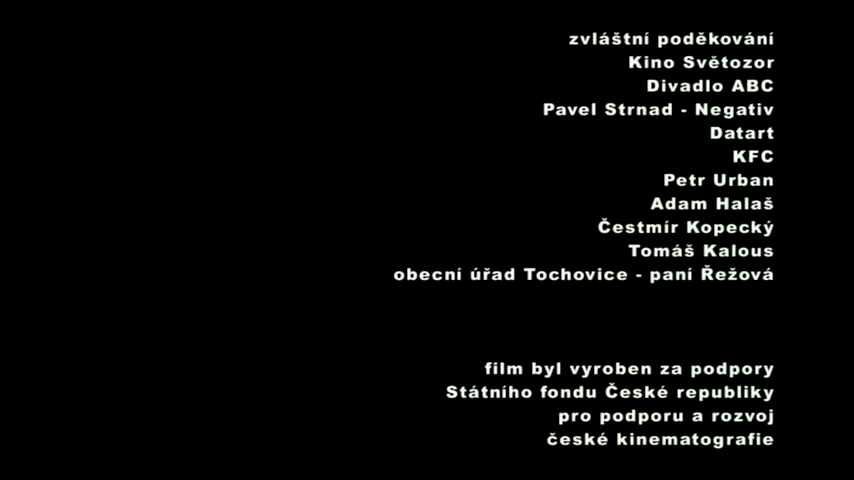 zvláštní poděkování
Kino Světozor
Divadlo ABC
Pavel Strnad - Negativ
Datart
KFC
Petr Urban
Adam Halaš
Čestmír Kopecký
Tomáš Kalous
obecní úřad Tochovice - paní Řežová
film byl vyroben za podpory
Státního fondu České republiky
pro podporu a rozvoj
české kinematografie